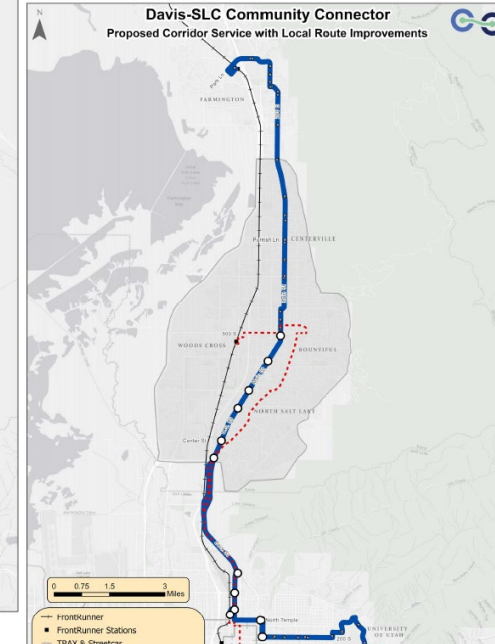 Davis-SLC Community Connector
Proposed Corridor Service with Local Route Improvements
N
Park Ln
FARMINGTON
Parrish Ln
CENTERVILLE
500 S
WOODS CROSS
BOUNTIFUL
NORTH SALT LAKE
Center St
0 0.75 1.5 3
Miles
North Temple
FrontRunner
FrontRunner Stations
TRAX & Streetcar
200 S
UNIVERSITY
OF UTAH